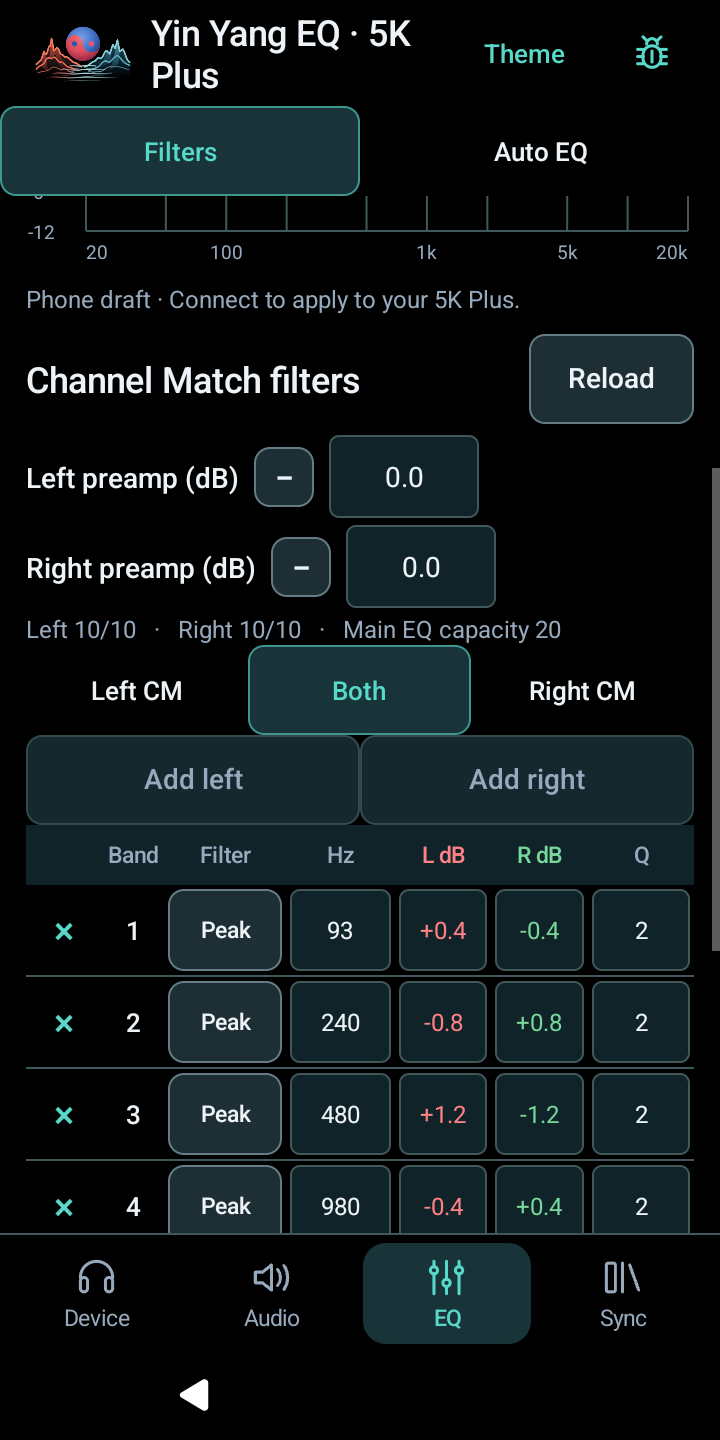 Yin Yang EQ · 5K
Plus
Theme
Filters
Auto EQ
-12
20 100 1k 5k 20k
Phone draft · Connect to apply to your 5K Plus.
Channel Match filters
Reload
Left preamp (dB) − 0.0
Right preamp (dB) − 0.0
Left 10/10 · Right 10/10 · Main EQ capacity 20
Left CM Both Right CM
Add left Add right
Band Filter Hz L dB R dB Q
× 1 Peak 93 +0.4 -0.4 2
× 2 Peak 240 -0.8 +0.8 2
× 3 Peak 480 +1.2 -1.2 2
× 4 Peak 980 -0.4 +0.4 2
Device Audio EQ Sync